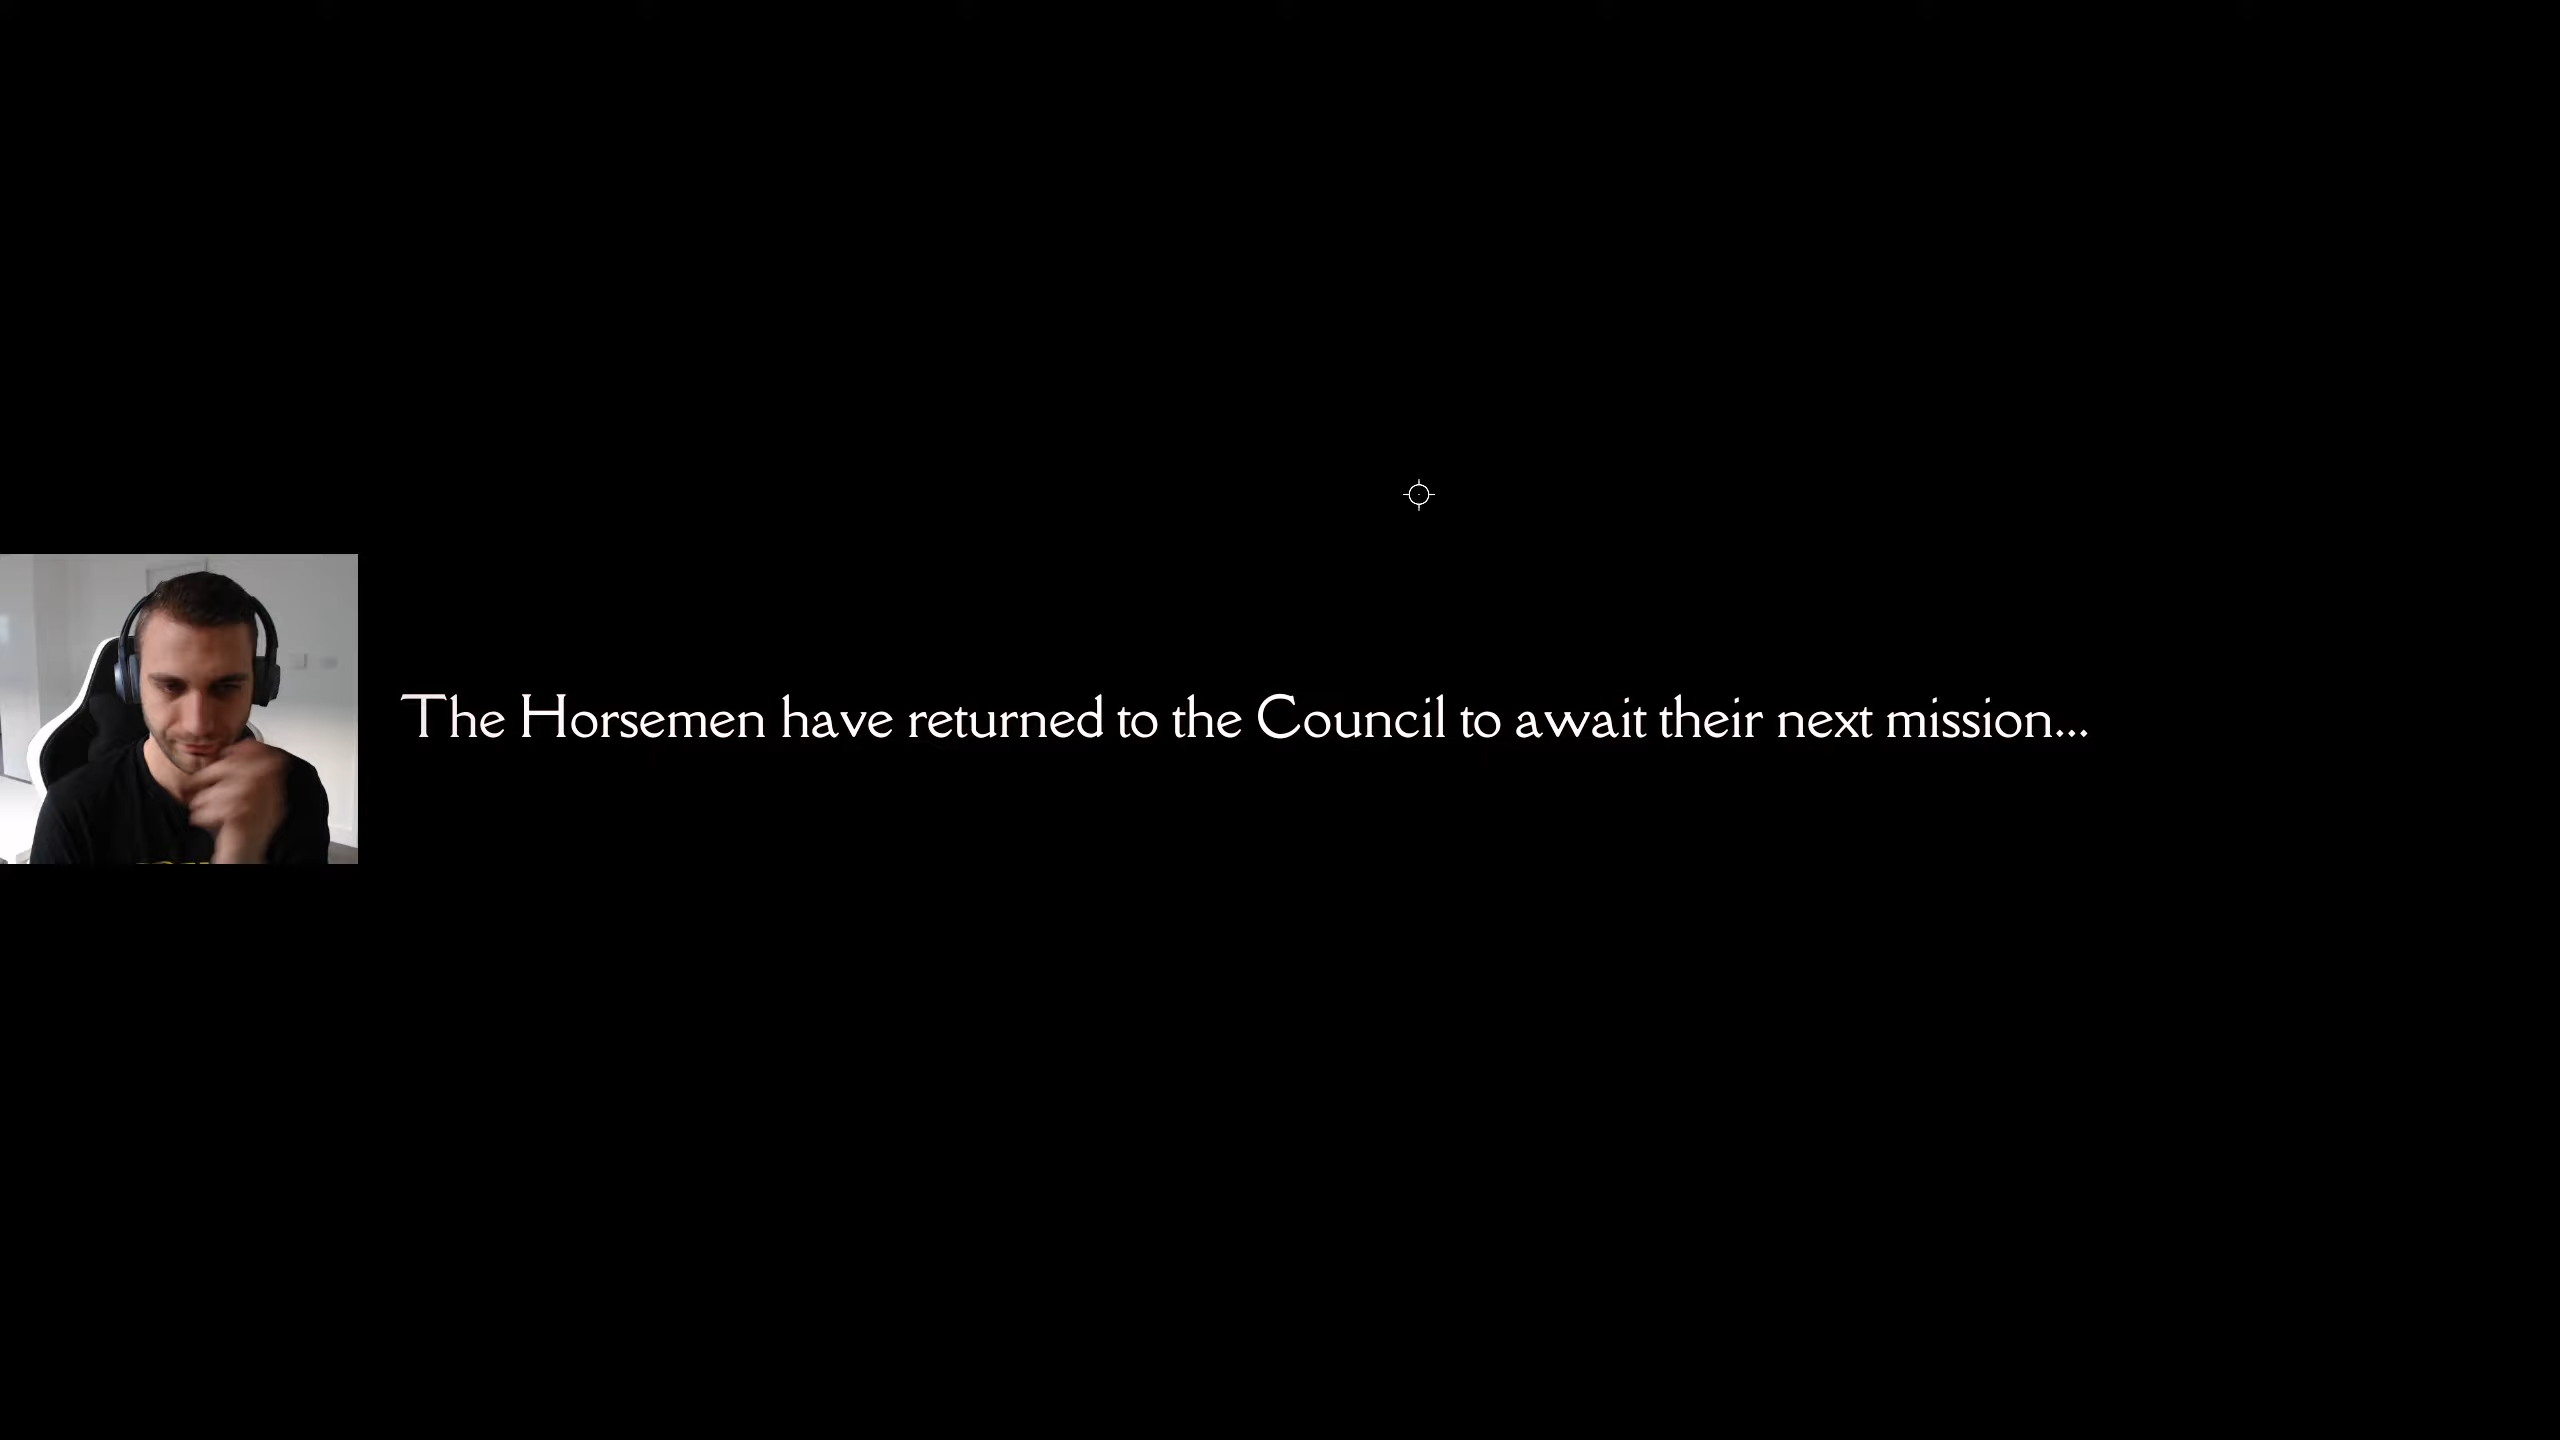 The Horsemen have returned to the Council to await their next mission...